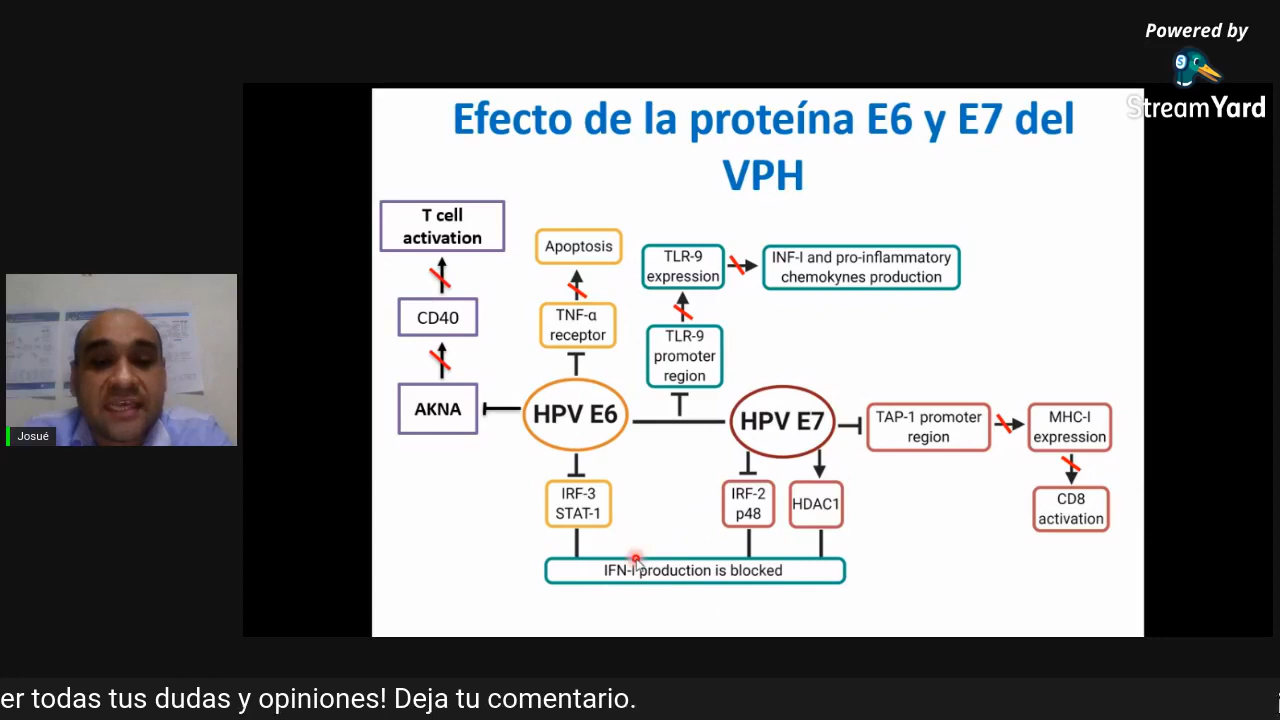 Powered by
StreamYard
Efecto de la proteína E6 y E7 del
VPH
T cell
activation
CD40
AKNA
Apoptosis
TNF-α
receptor
HPV E6
IRF-3
STAT-1
TLR-9
expression
INF-I and pro-inflammatory
chemokynes production
TLR-9
promoter
region
HPV E7
TAP-1 promoter
region
MHC-I
expression
CD8
activation
IRF-2
p48
HDAC1
IFN-I production is blocked
Josué
er todas tus dudas y opiniones! Deja tu comentario.